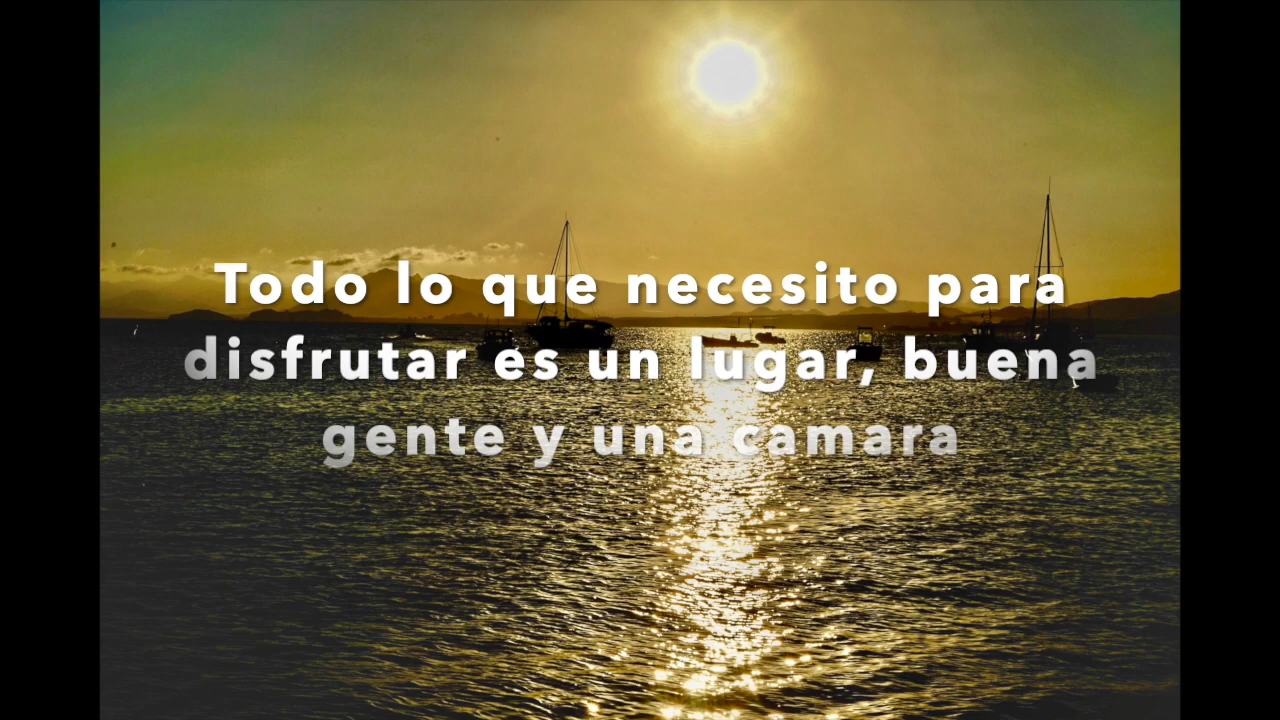 Todo lo que necesito para
disfrutar es un lugar, buena
gente y una camara